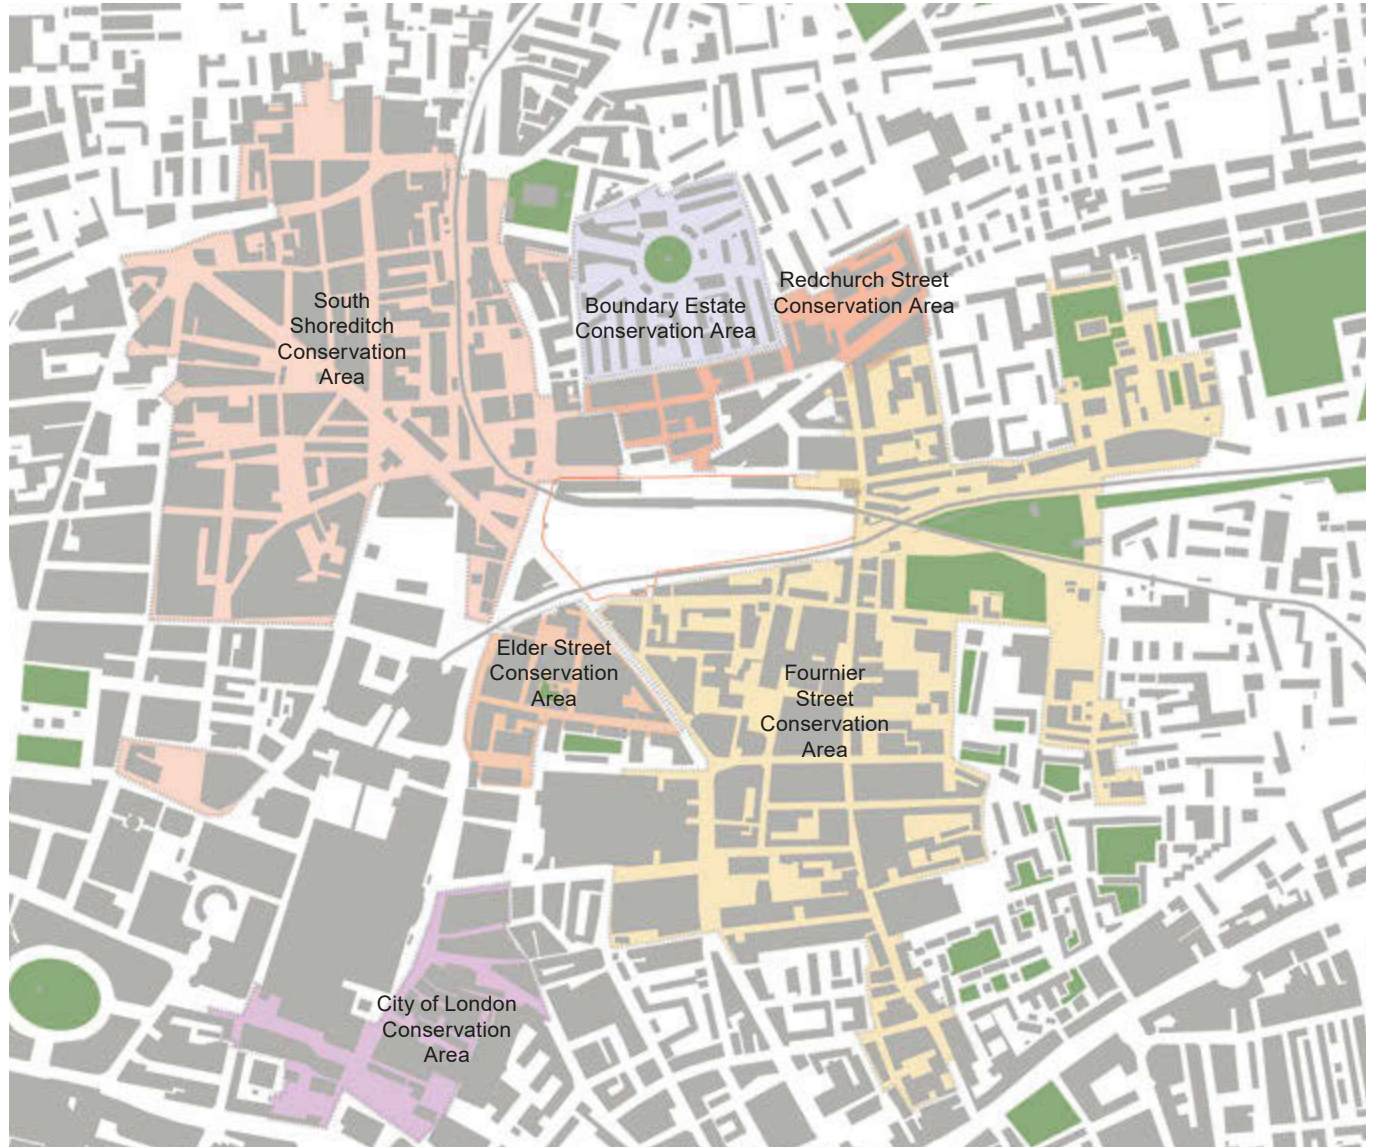 Redchurch Street
Conservation Area
South
Shoreditch
Conservation
Area
Boundary Estate
Conservation Area
Elder Street
Conservation
Area
Fournier
Street
Conservation
Area
City of London
Conservation
Area